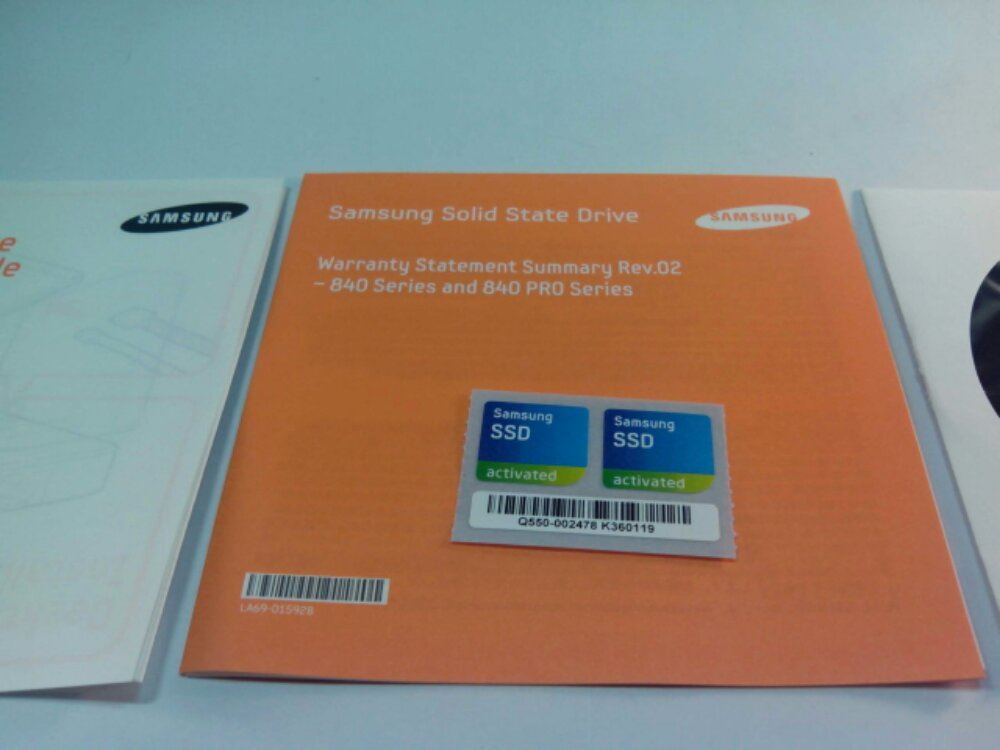 SAMSUNG
e
le
Samsung Solid State Drive
SAMSUNG
Warranty Statement Summary Rev.02
– 840 Series and 840 PRO Series
Samsung
SSD
activated
Samsung
SSD
activated
Q550-002478 K360119
LA69-01592B